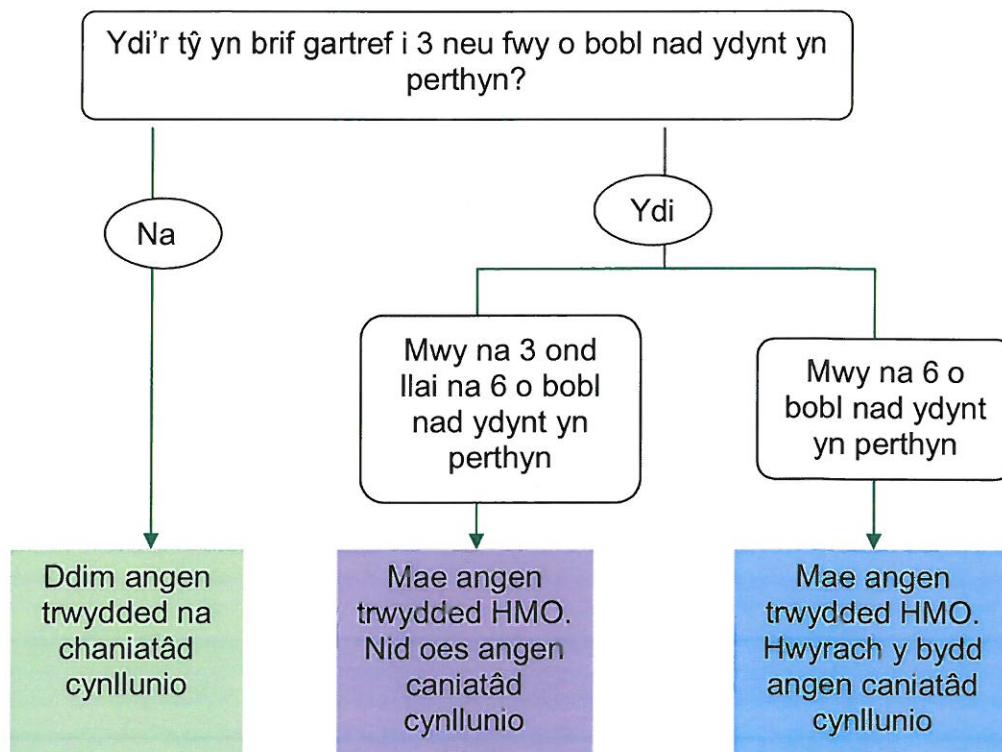 Ydi'r tŷ yn brif gartref i 3 neu fwy o bobl nad ydynt yn
perthyn?
Na
Ydi
Mwy na 3 ond
llai na 6 o bobl
nad ydynt yn
perthyn
Mwy na 6 o
bobl nad ydynt
yn perthyn
Ddim angen
trwydded na
chaniatâd
cynllunio
Mae angen
trwydded HMO.
Nid oes angen
caniatâd
cynllunio
Mae angen
trwydded HMO.
Hwyrach y bydd
angen caniatâd
cynllunio